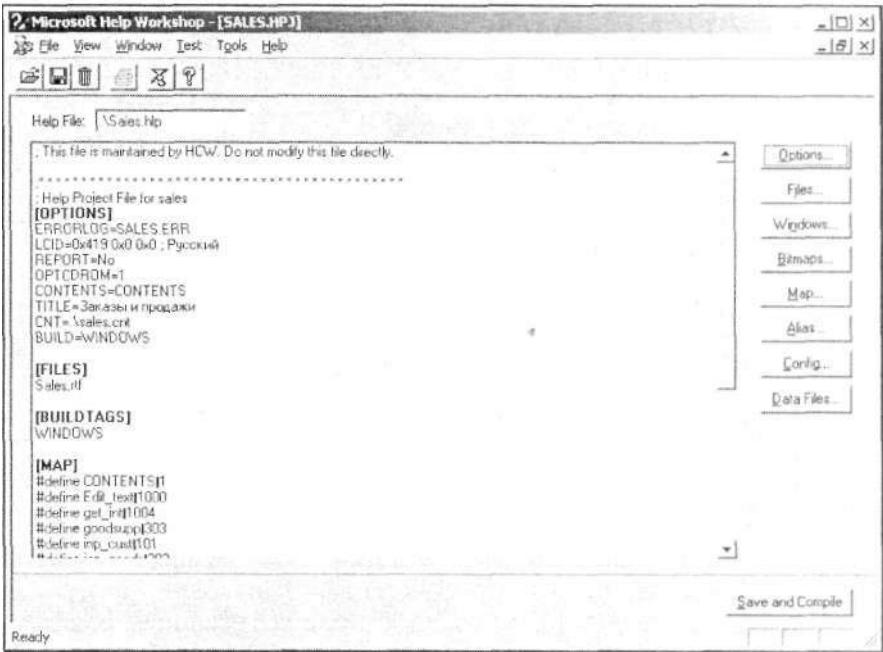 Microsoft Help Workshop - [SALES.HPJ]
File View Window Test Tools Help
Help File: .\Sales.hlp
; This file is maintained by HCW. Do not modify this file directly.
; Help Project File for sales
[OPTIONS]
ERRORLOG=SALES.ERR
LCID=0x419 0x0 0x0 ; Русский
REPORT=No
OPTCDROM=1
CONTENTS=CONTENTS
TITLE=Заказы и продажи
CNT=.\sales.cnt
BUILD=WINDOWS
[FILES]
Sales.rtf
[BUILDTAGS]
WINDOWS
[MAP]
#define CONTENTS 1
#define Edit_text 1000
#define get_int 1004
#define goodsupp 303
#define inp_cust 101
Options...
Files...
Windows...
Bitmaps...
Map...
Alias...
Config...
Data Files...
Save and Compile
Ready